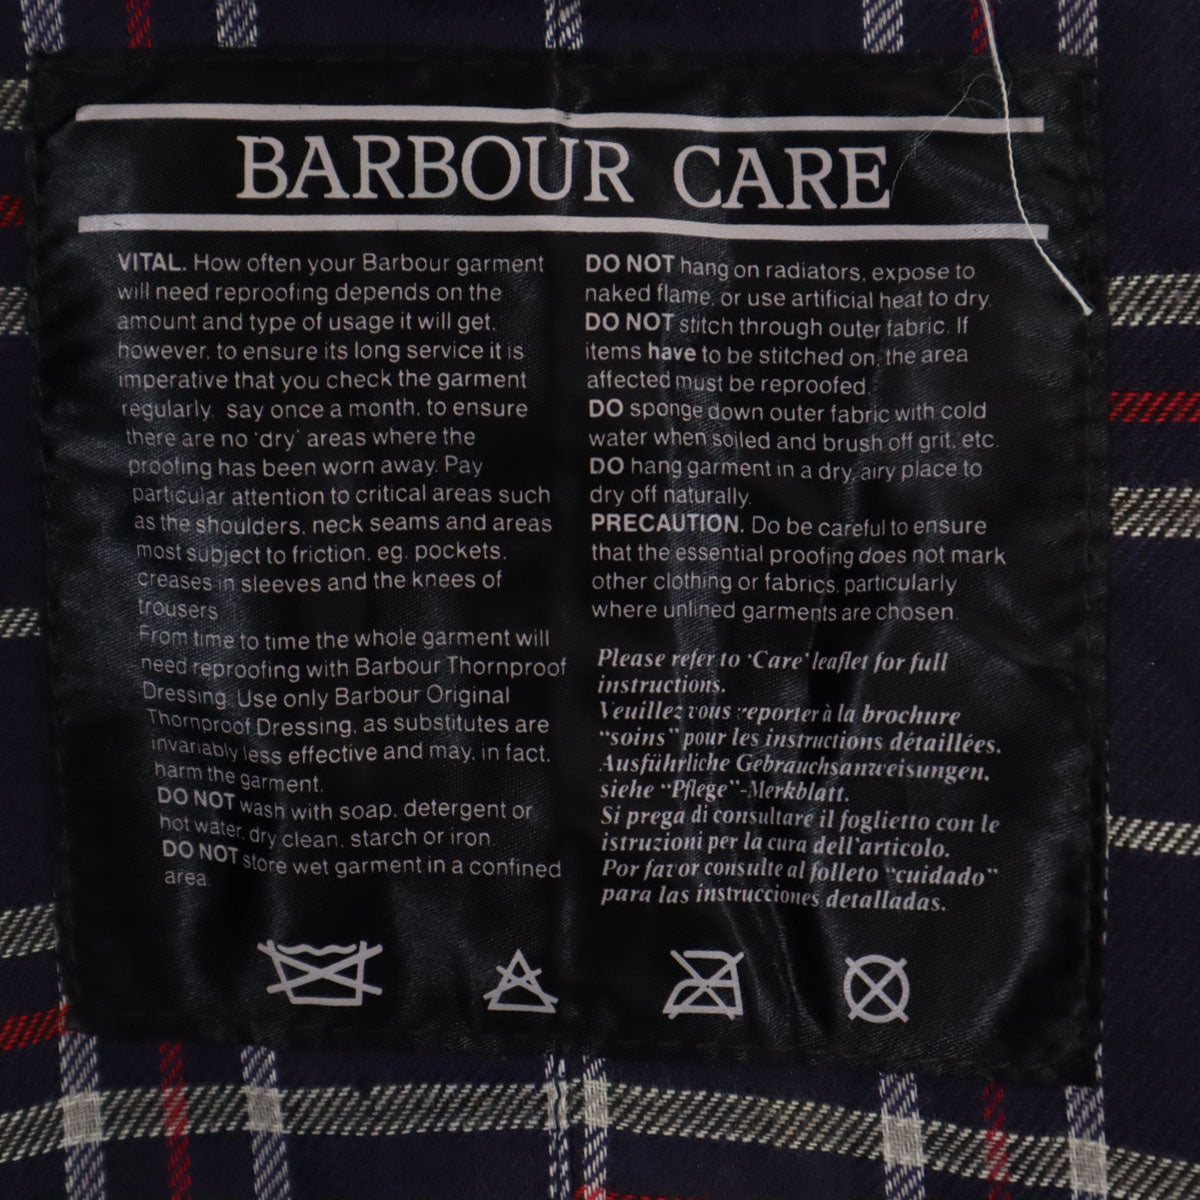 BARBOUR CARE
VITAL. How often your Barbour garment
will need reproofing depends on the
amount and type of usage it will get,
however, to ensure its long service it is
imperative that you check the garment
regularly, say once a month, to ensure
there are no 'dry' areas where the
proofing has been worn away. Pay
particular attention to critical areas such
as the shoulders, neck seams and areas
most subject to friction, eg. pockets,
creases in sleeves and the knees of
trousers
From time to time the whole garment will
need reproofing with Barbour Thornproof
Dressing. Use only Barbour Original
Thornproof Dressing, as substitutes are
invariably less effective and may, in fact,
harm the garment.
DO NOT wash with soap, detergent or
hot water, dry clean, starch or iron.
DO NOT store wet garment in a confined
area.
DO NOT hang on radiators, expose to
naked flame, or use artificial heat to dry.
DO NOT stitch through outer fabric. If
items have to be stitched on, the area
affected must be reproofed.
DO sponge down outer fabric with cold
water when soiled and brush off grit, etc.
DO hang garment in a dry, airy place to
dry off naturally.
PRECAUTION. Do be careful to ensure
that the essential proofing does not mark
other clothing or fabrics, particularly
where unlined garments are chosen.
Please refer to 'Care' leaflet for full
instructions.
Veuillez vous reporter à la brochure
"soins" pour les instructions détaillées.
Ausführliche Gebrauchsanweisungen,
siehe "Pflege"-Merkblatt.
Si prega di consultare il foglietto con le
istruzioni per la cura dell'articolo.
Por favor consulte al folleto "cuidado"
para las instrucciones detalladas.